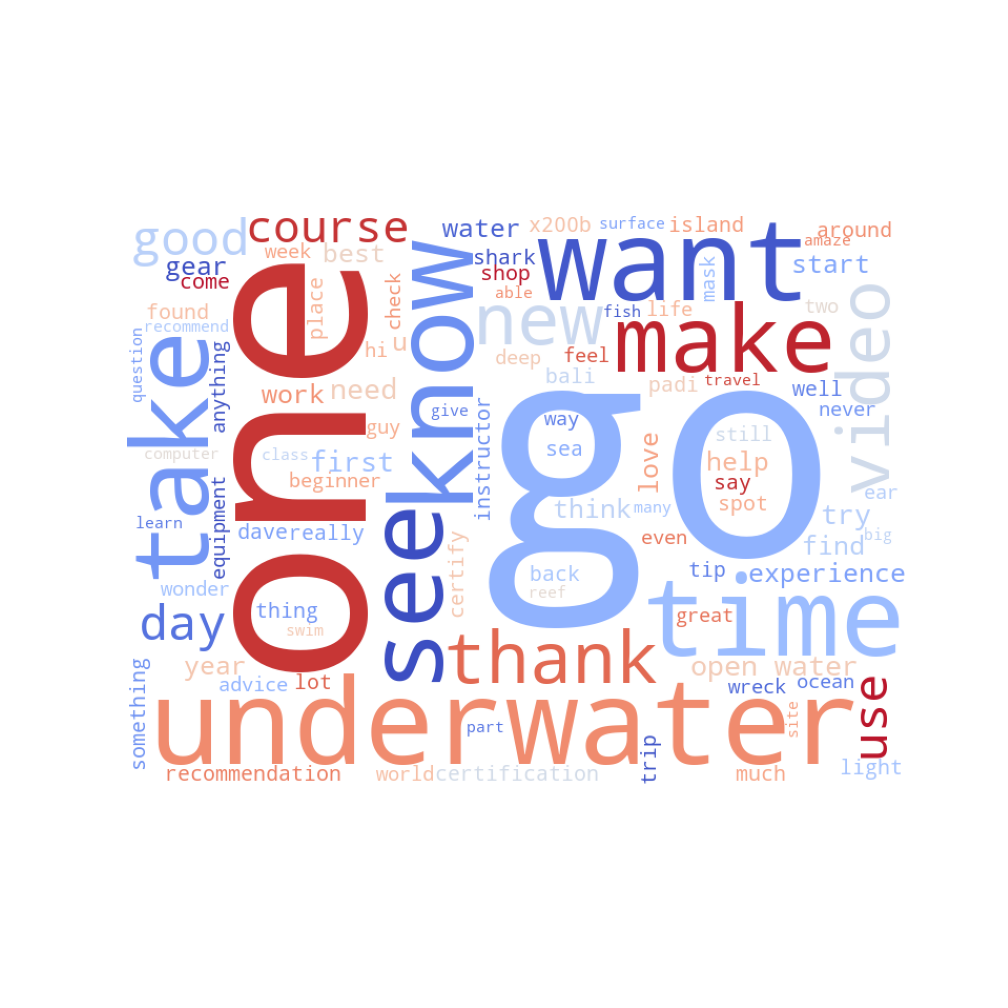 good
course
water
x200b
surface
island
around
amaze
gear
come
week
best
shark
shop
able
want
mask
start
found
recommend
place
check
hi
u
know
new
fish
life
make
two
video
question
take
anything
one
work
need
guy
deep
feel
bali
padi
travel
well
never
computer
class
first
beginner
give
instructor
way
sea
go
love
still
help
say
spot
ear
learn
equipment
dave
really
see
think
many
even
try
find
big
wonder
thing
swim
certify
back
reef
tip
experience
day
year
advice
lot
thank
time
great
open water
wreck
ocean
use
something
underwater
part
site
recommendation
world
certification
trip
much
light